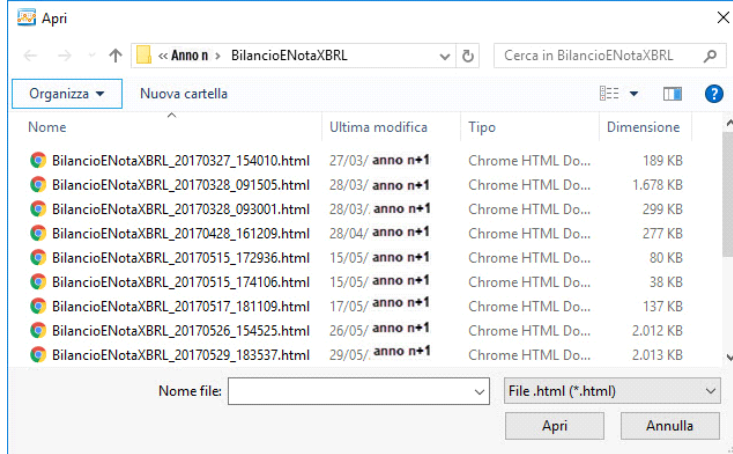 Apri
« Anno n > BilancioENotaXBRL
Cerca in BilancioENotaXBRL
Organizza
Nuova cartella
Nome Ultima modifica Tipo Dimensione
BilancioENotaXBRL_20170327_154010.html 27/03/ anno n+1 Chrome HTML Do... 189 KB
BilancioENotaXBRL_20170328_091505.html 28/03/ anno n+1 Chrome HTML Do... 1.678 KB
BilancioENotaXBRL_20170328_093001.html 28/03/. anno n+1 Chrome HTML Do... 299 KB
BilancioENotaXBRL_20170428_161209.html 28/04/ anno n+1 Chrome HTML Do... 277 KB
BilancioENotaXBRL_20170515_172936.html 15/05/ anno n+1 Chrome HTML Do... 80 KB
BilancioENotaXBRL_20170515_174106.html 15/05/ anno n+1 Chrome HTML Do... 38 KB
BilancioENotaXBRL_20170517_181109.html 17/05/ anno n+1 Chrome HTML Do... 137 KB
BilancioENotaXBRL_20170526_154525.html 26/05/ anno n+1 Chrome HTML Do... 2.012 KB
BilancioENotaXBRL_20170529_183537.html 29/05/. anno n+1 Chrome HTML Do... 2.013 KB
Nome file: File .html (*.html)
Apri Annulla